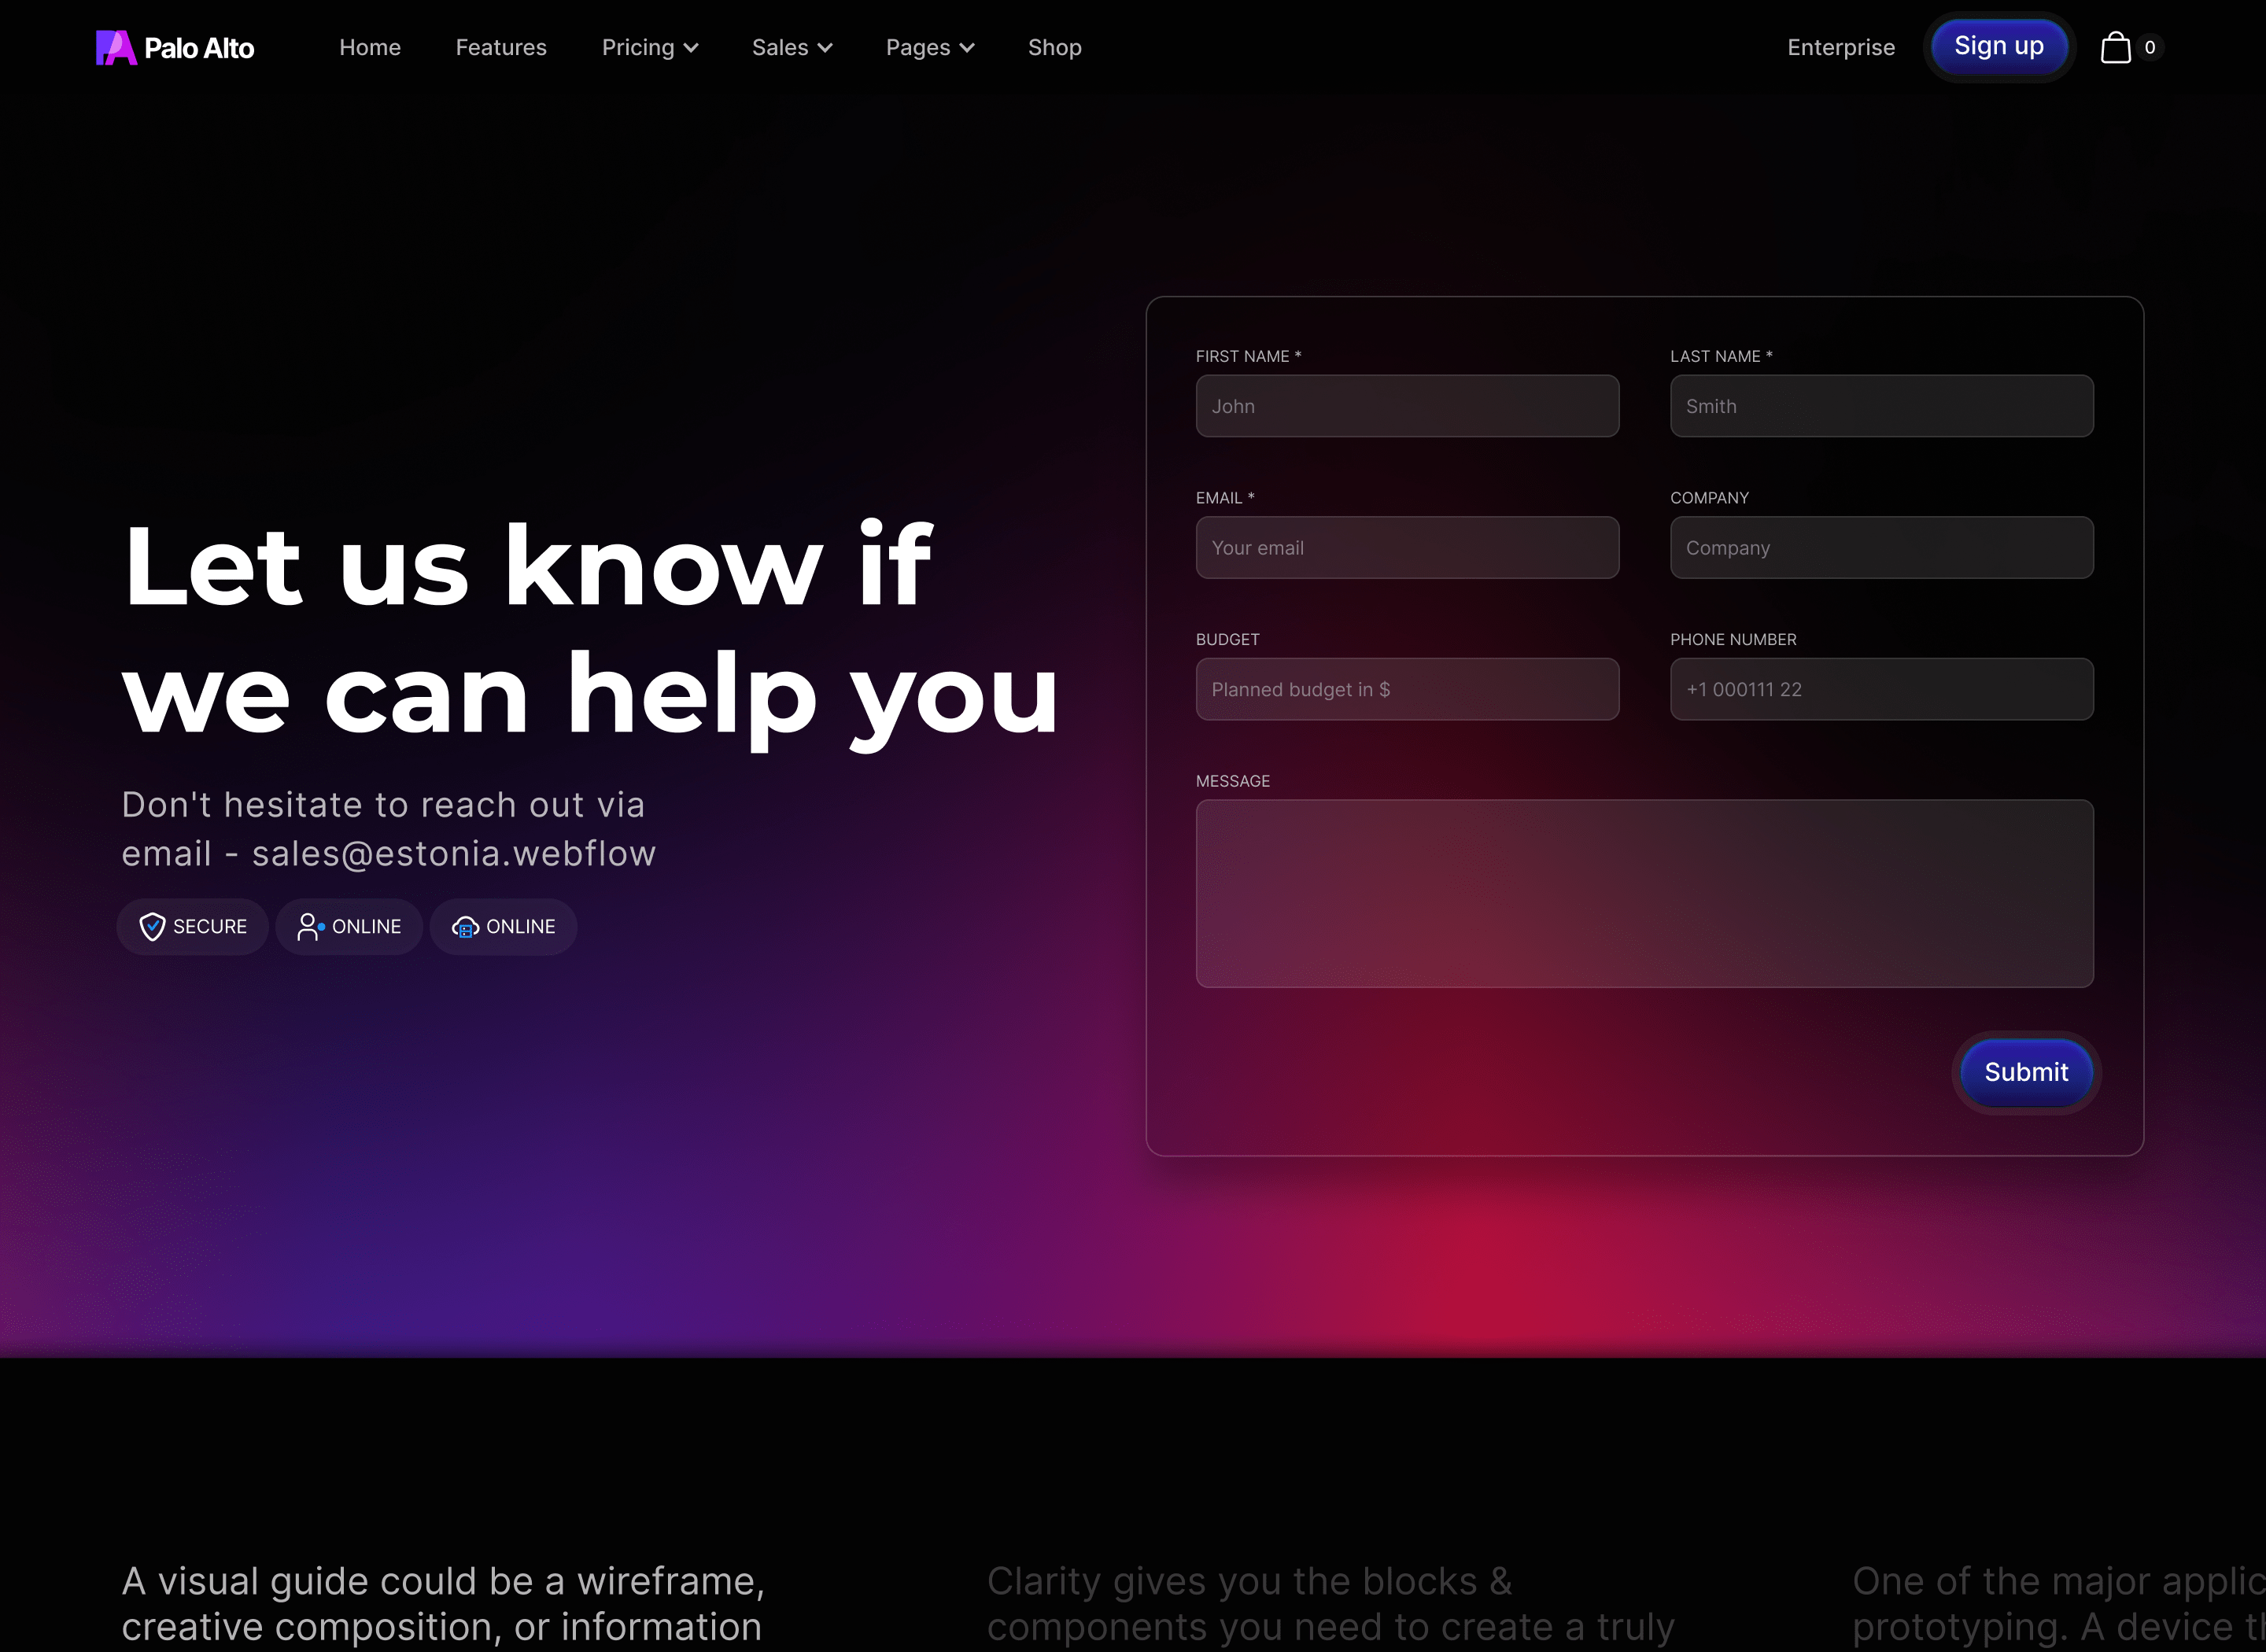 Palo Alto Home Features Pricing Sales Pages Shop Enterprise Sign up 0
FIRST NAME * LAST NAME *
John Smith
EMAIL * COMPANY
Your email Company
BUDGET PHONE NUMBER
Planned budget in $ +1 000111 22
MESSAGE
Submit
Let us know if
we can help you
Don't hesitate to reach out via
email - sales@estonia.webflow
SECURE ONLINE ONLINE
A visual guide could be a wireframe,
creative composition, or information
Clarity gives you the blocks &
components you need to create a truly
One of the major
prototyping. A device